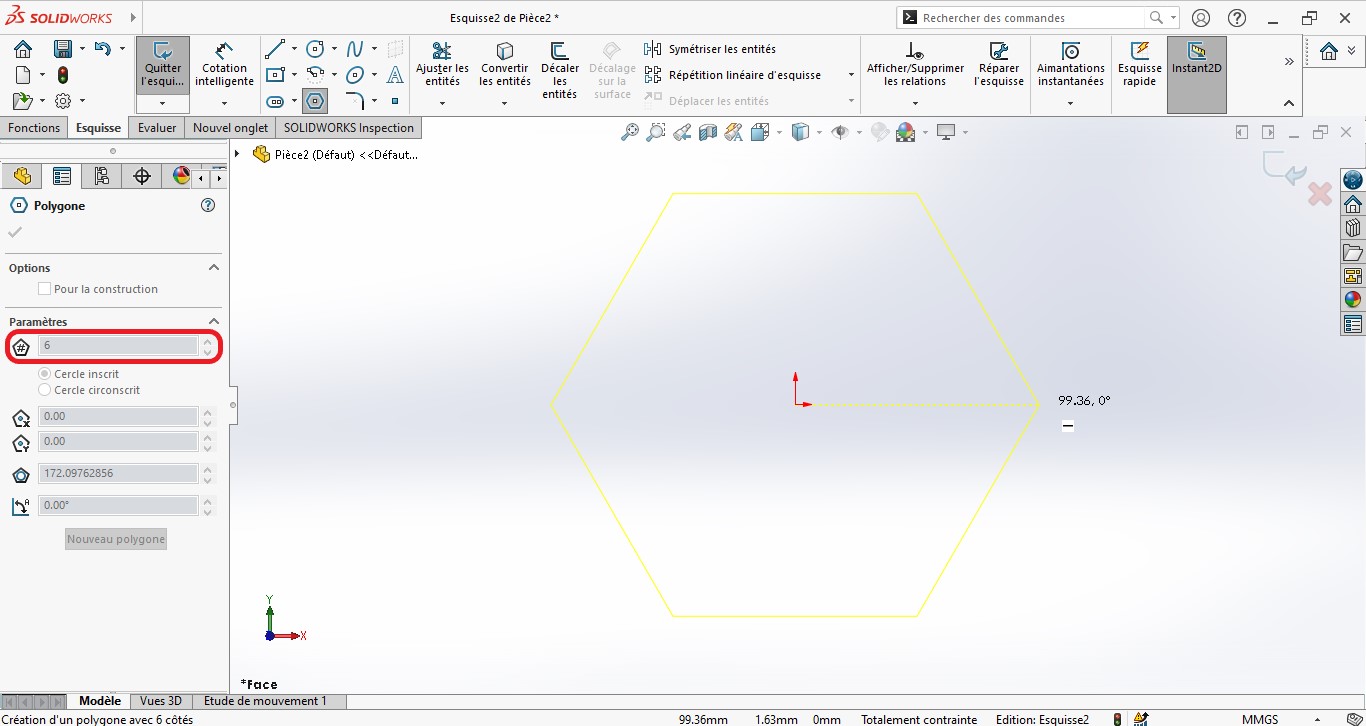 SOLIDWORKS
Esquisse2 de Pièce2 *
Rechercher des commandes
Quitter l'esqui...
Cotation intelligente
Ajuster les entités
Convertir les entités
Décaler les entités
Décalage sur la surface
Symétriser les entités
Répétition linéaire d'esquisse
Déplacer les entités
Afficher/Supprimer les relations
Réparer l'esquisse
Aimantations instantanées
Esquisse rapide
Instant2D
Fonctions Esquisse Evaluer Nouvel onglet SOLIDWORKS Inspection
Pièce2 (Défaut) <<Défaut...
Polygone
Options
Pour la construction
Paramètres
6
Cercle inscrit
Cercle circonscrit
0.00
0.00
172.09762856
0.00°
Nouveau polygone
99.36, 0°
Y
X
*Face
Modèle Vues 3D Etude de mouvement 1
Création d'un polygone avec 6 côtés 99.36mm 1.63mm 0mm Totalement contrainte Edition: Esquisse2 MMGS